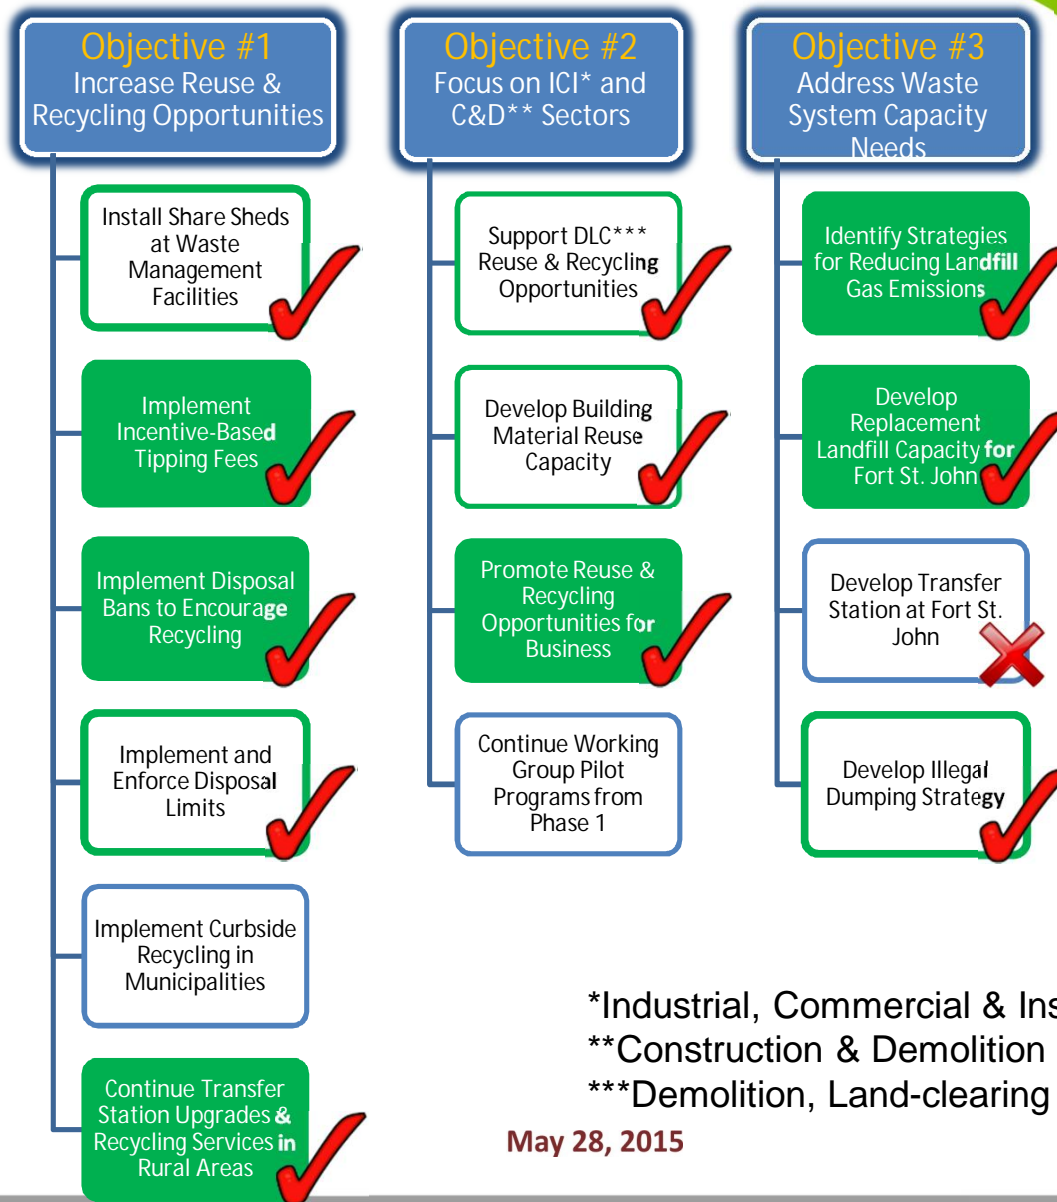 Objective #1
Increase Reuse &
Recycling Opportunities
Install Share Sheds
at Waste
Management
Facilities
Implement
Incentive-Based
Tipping Fees
Implement Disposal
Bans to Encourage
Recycling
Implement and
Enforce Disposal
Limits
Implement Curbside
Recycling in
Municipalities
Continue Transfer
Station Upgrades &
Recycling Services in
Rural Areas
Objective #2
Focus on ICI* and
C&D** Sectors
Support DLC***
Reuse & Recycling
Opportunities
Develop Building
Material Reuse
Capacity
Promote Reuse &
Recycling
Opportunities for
Business
Continue Working
Group Pilot
Programs from
Phase 1
Objective #3
Address Waste
System Capacity
Needs
Identify Strategies
for Reducing Landfill
Gas Emissions
Develop
Replacement
Landfill Capacity for
Fort St. John
Develop Transfer
Station at Fort St.
John
Develop Illegal
Dumping Strategy
*Industrial, Commercial & Ins
**Construction & Demolition
***Demolition, Land-clearing
May 28, 2015